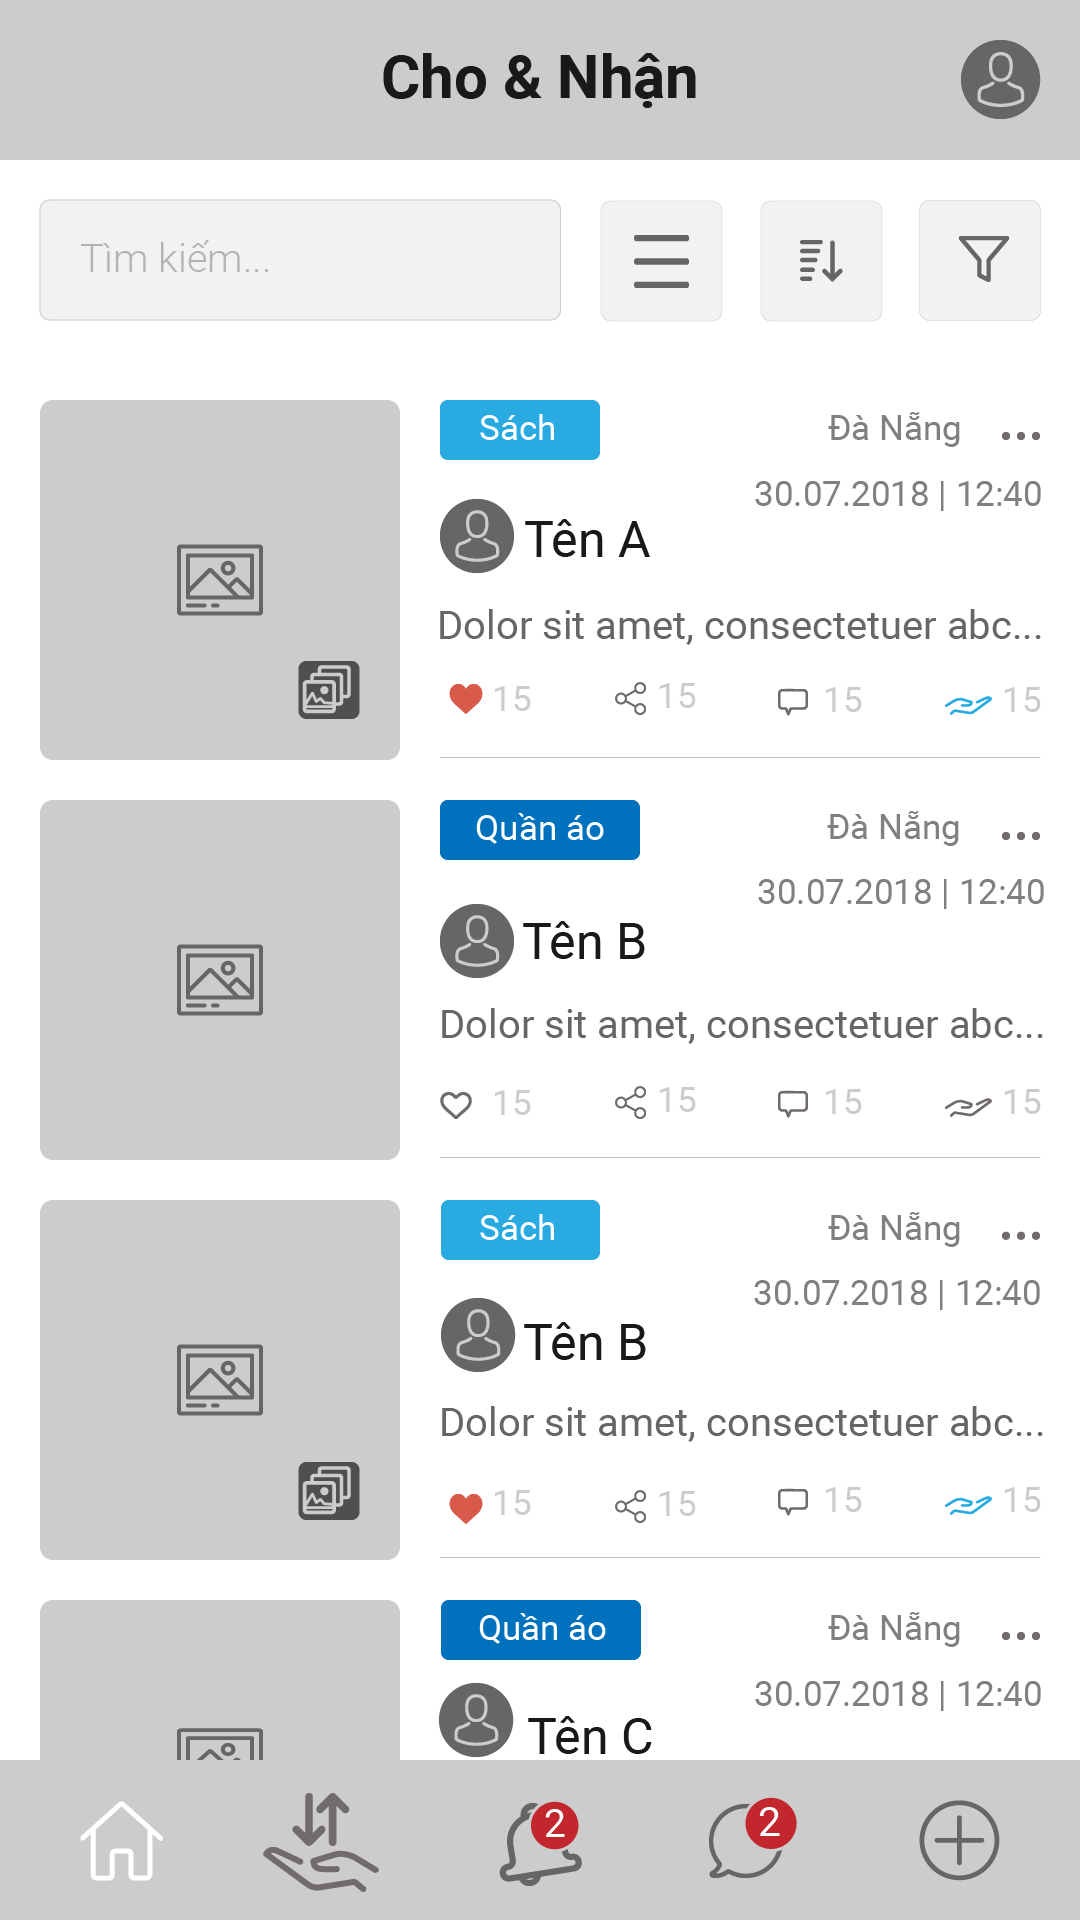 Cho & Nhận
Tìm kiếm...
Sách
Đà Nẵng
30.07.2018 | 12:40
Tên A
Dolor sit amet, consectetuer abc...
15 15 15 15
Quần áo
Đà Nẵng
30.07.2018 | 12:40
Tên B
Dolor sit amet, consectetuer abc...
15 15 15 15
Sách
Đà Nẵng
30.07.2018 | 12:40
Tên B
Dolor sit amet, consectetuer abc...
15 15 15 15
Quần áo
Đà Nẵng
30.07.2018 | 12:40
Tên C
2 2